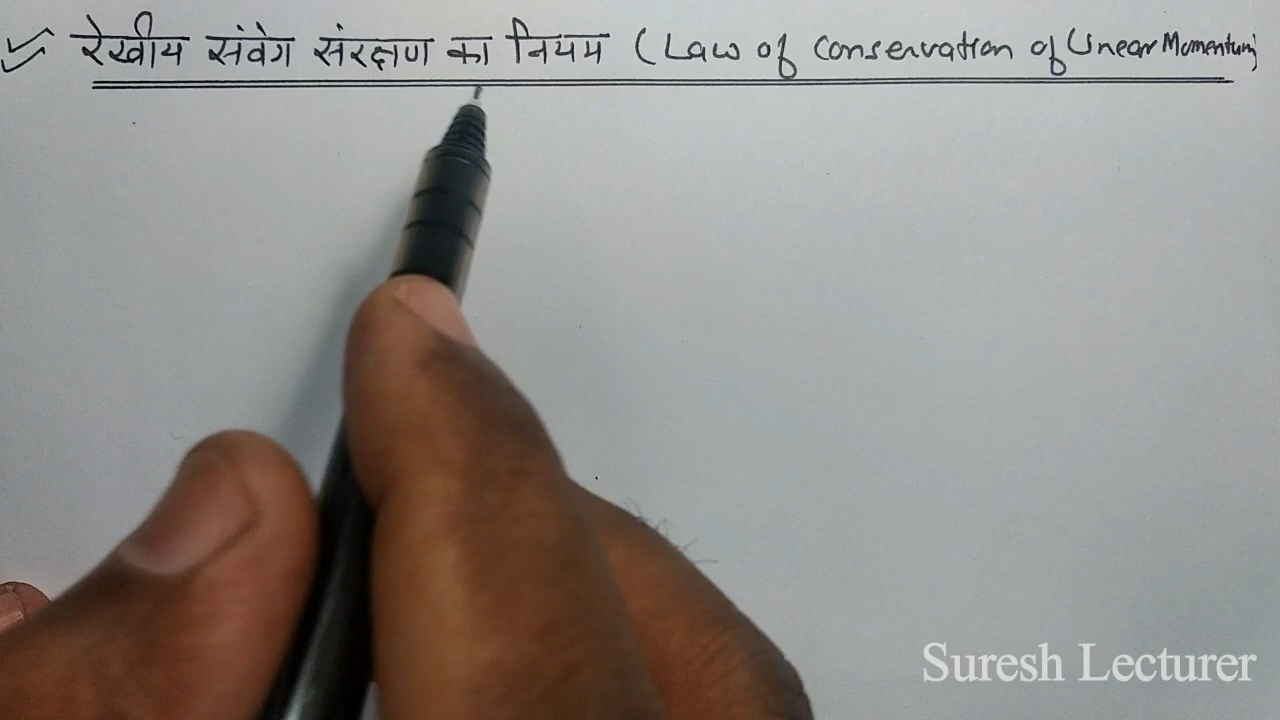 रेखीय संवेग संरक्षण का नियम (Law of Conservation of Linear Momentum)
Suresh Lecturer